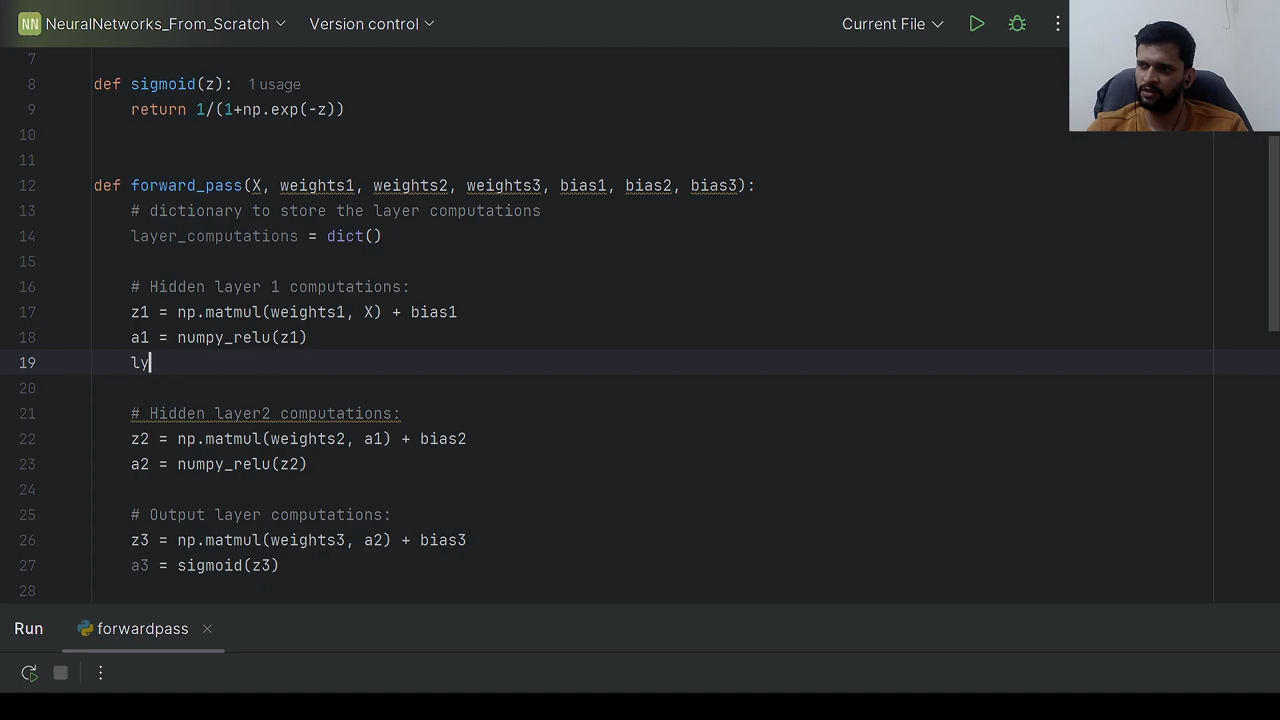 NN NeuralNetworks_From_Scratch Version control Current File
7
8 def sigmoid(z): 1 usage
9 return 1/(1+np.exp(-z))
10
11
12 def forward_pass(X, weights1, weights2, weights3, bias1, bias2, bias3):
13 # dictionary to store the layer computations
14 layer_computations = dict()
15
16 # Hidden layer 1 computations:
17 z1 = np.matmul(weights1, X) + bias1
18 a1 = numpy_relu(z1)
19 ly
20
21 # Hidden layer2 computations:
22 z2 = np.matmul(weights2, a1) + bias2
23 a2 = numpy_relu(z2)
24
25 # Output layer computations:
26 z3 = np.matmul(weights3, a2) + bias3
27 a3 = sigmoid(z3)
28
Run forwardpass